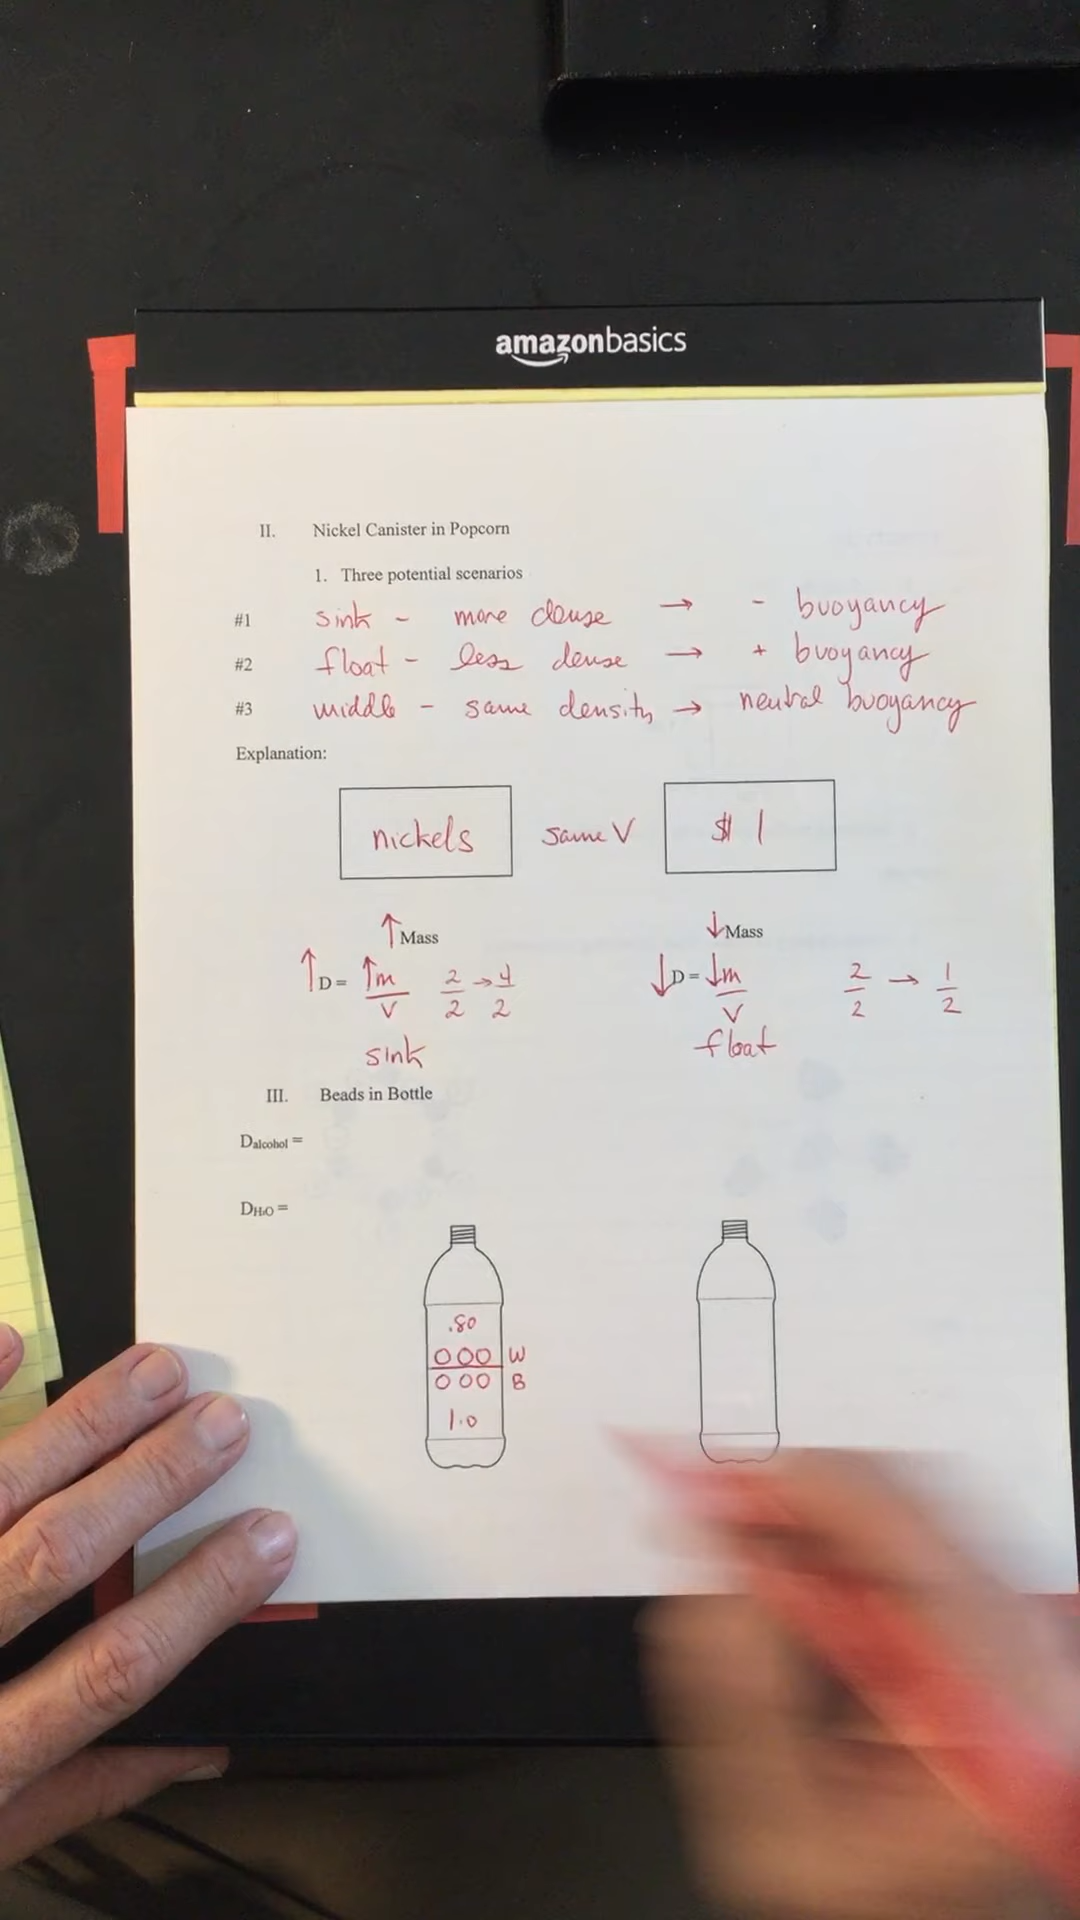 amazonbasics
II. Nickel Canister in Popcorn
1. Three potential scenarios
#1 sink - more dense → - buoyancy
#2 float - less dense → + buoyancy
#3 middle - same density → neutral buoyancy
Explanation:
nickels same V $1
↑ Mass ↓ Mass
↑D = ↑m/V 2/2 → 4/2 ↓D = ↓m/V 2/2 → 1/2
sink float
III. Beads in Bottle
Dalcohol =
DH2O =
.80
000 W
000 B
1.0